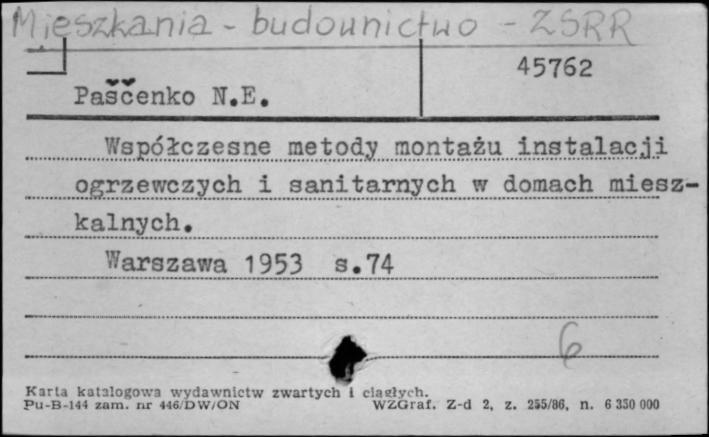 Mieszkania - budownictwo - ZSRR
45762
Paščenko N.E.
Współczesne metody montażu instalacji
ogrzewczych i sanitarnych w domach miesz-
kalnych.
Warszawa 1953 s.74
6
Karta katalogowa wydawnictw zwartych i ciągłych.
Pu-B-144 zam. nr 446/DW/ON WZGraf. Z-d 2, z. 255/86, n. 6 350 000